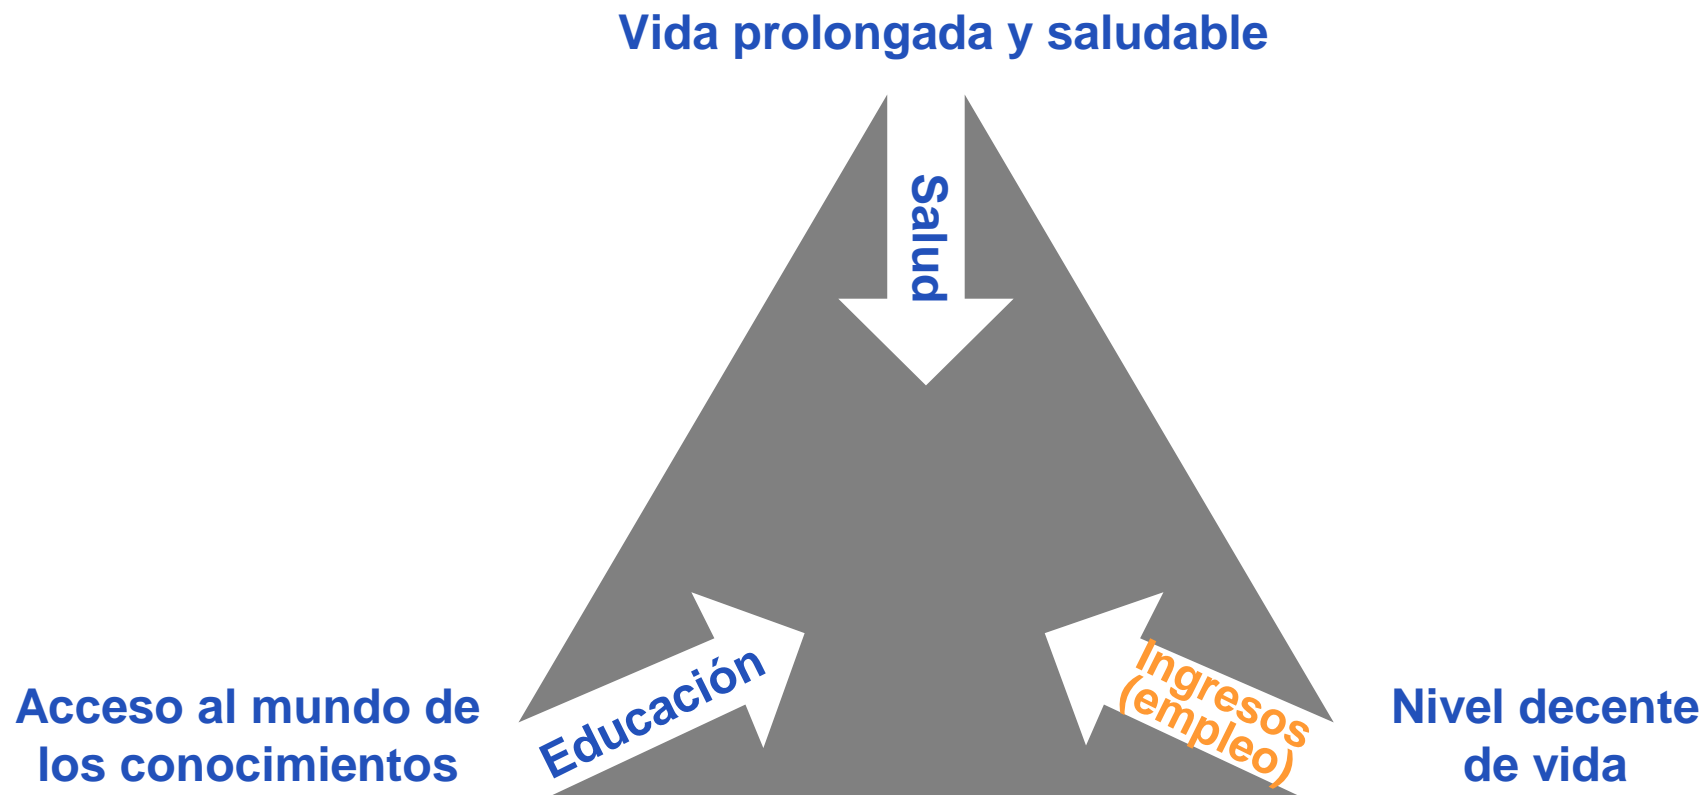 Vida prolongada y saludable
Salud
Educación
Ingresos
(empleo)
Acceso al mundo de
los conocimientos
Nivel decente
de vida